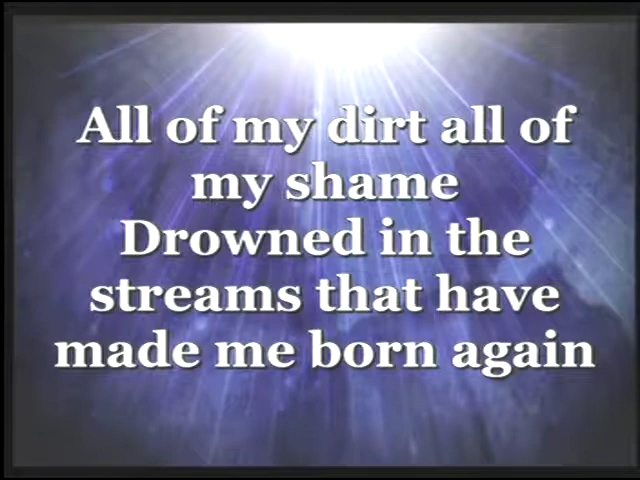 All of my dirt all of
my shame
Drowned in the
streams that have
made me born again